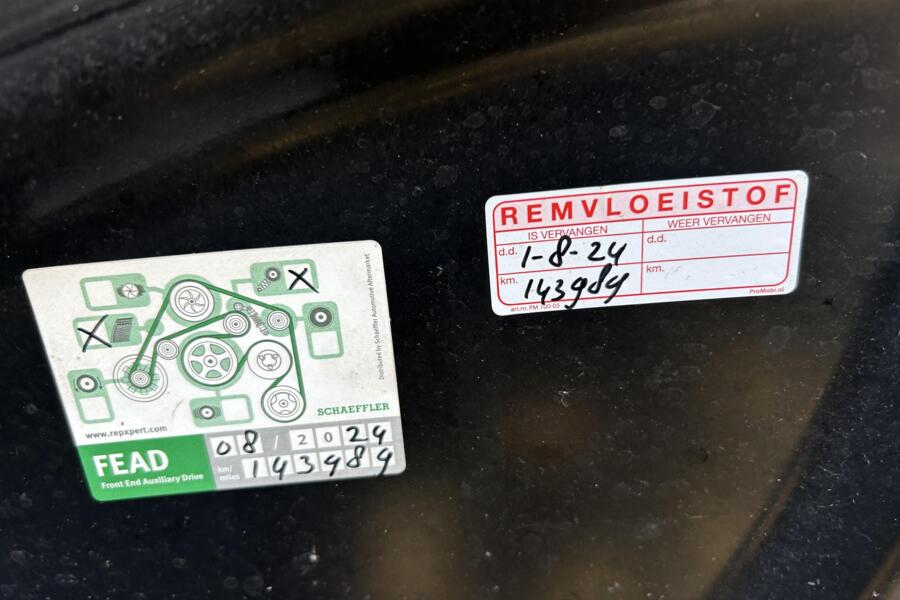 Distributed by Schaeffler Automotive Aftermarket
X
X
SCHAEFFLER
www.repxpert.com
FEAD
Front End Auxiliary Drive
08/2024
km/
miles
143989
REMVLOEISTOF
IS VERVANGEN
WEER VERVANGEN
d.d. 1-8-24
d.d.
km. 143989
km.
art.nr. PM 100-05
ProMobi.nl